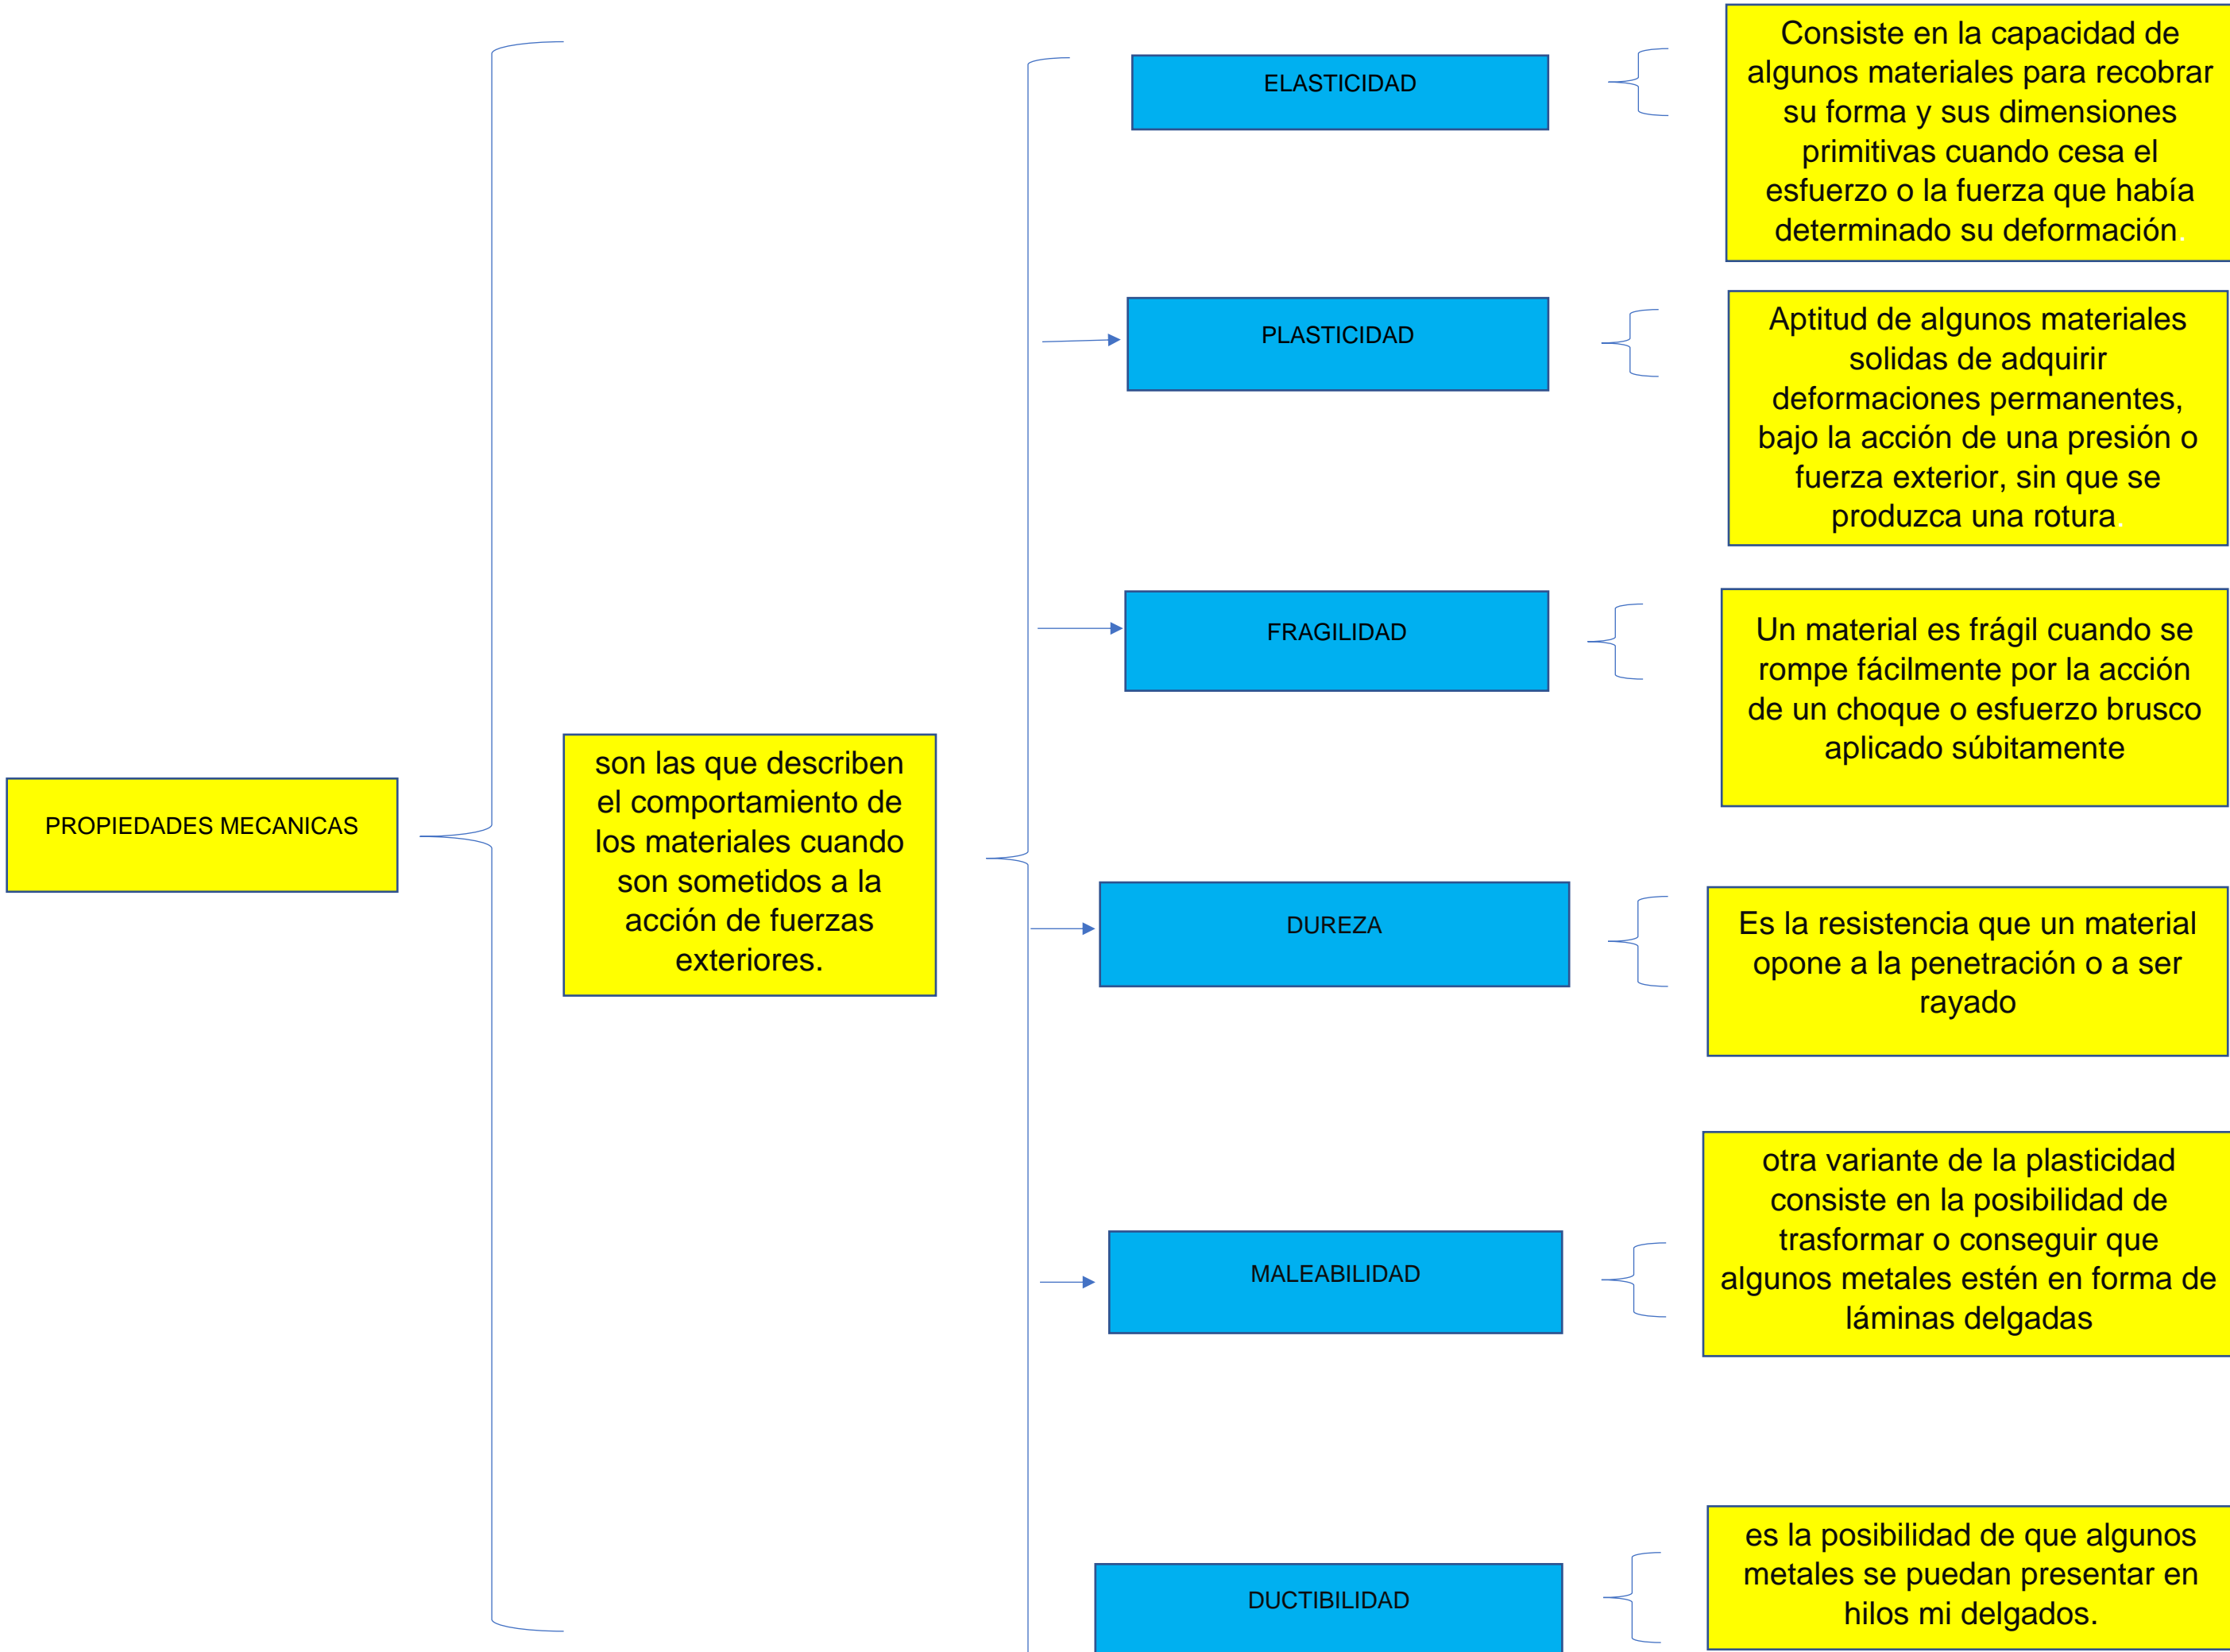 PROPIEDADES MECANICAS
son las que describen
el comportamiento de
los materiales cuando
son sometidos a la
acción de fuerzas
exteriores.
ELASTICIDAD
Consiste en la capacidad de
algunos materiales para recobrar
su forma y sus dimensiones
primitivas cuando cesa el
esfuerzo o la fuerza que había
determinado su deformación.
PLASTICIDAD
Aptitud de algunos materiales
solidas de adquirir
deformaciones permanentes,
bajo la acción de una presión o
fuerza exterior, sin que se
produzca una rotura.
FRAGILIDAD
Un material es frágil cuando se
rompe fácilmente por la acción
de un choque o esfuerzo brusco
aplicado súbitamente
DUREZA
Es la resistencia que un material
opone a la penetración o a ser
rayado
MALEABILIDAD
otra variante de la plasticidad
consiste en la posibilidad de
trasformar o conseguir que
algunos metales estén en forma de
láminas delgadas
DUCTIBILIDAD
es la posibilidad de que algunos
metales se puedan presentar en
hilos mi delgados.